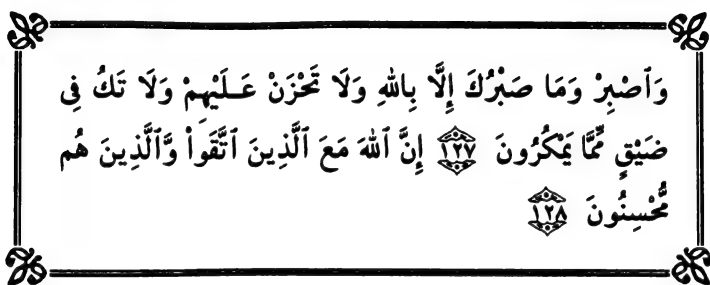 وَٱصْبِرْ وَمَا صَبْرُكَ إِلَّا بِٱللَّهِ وَلَا تَحْزَنْ عَلَيْهِمْ وَلَا تَكُ فِى
ضَيْقٍ مِّمَّا يَمْكُرُونَ ١٢٧ إِنَّ ٱللَّهَ مَعَ ٱلَّذِينَ ٱتَّقَوا۟ وَّٱلَّذِينَ هُم
مُّحْسِنُونَ ١٢٨